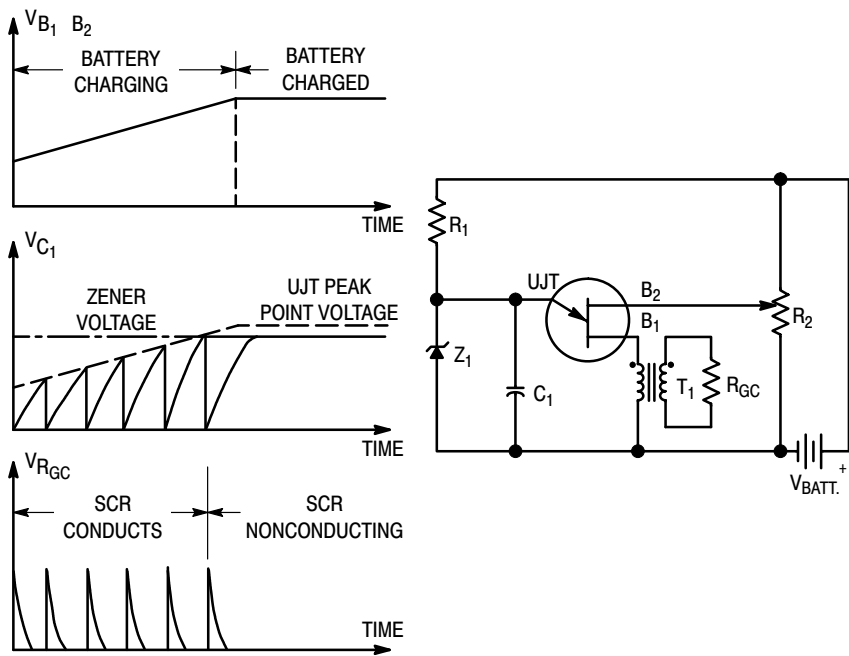 VB1 B2
BATTERY
CHARGING
BATTERY
CHARGED
TIME
VC1
ZENER
VOLTAGE
UJT PEAK
POINT VOLTAGE
TIME
VRGC
SCR
CONDUCTS
SCR
NONCONDUCTING
TIME
R1
UJT
B2
B1
R2
Z1
C1
T1
RGC
VBATT.
+